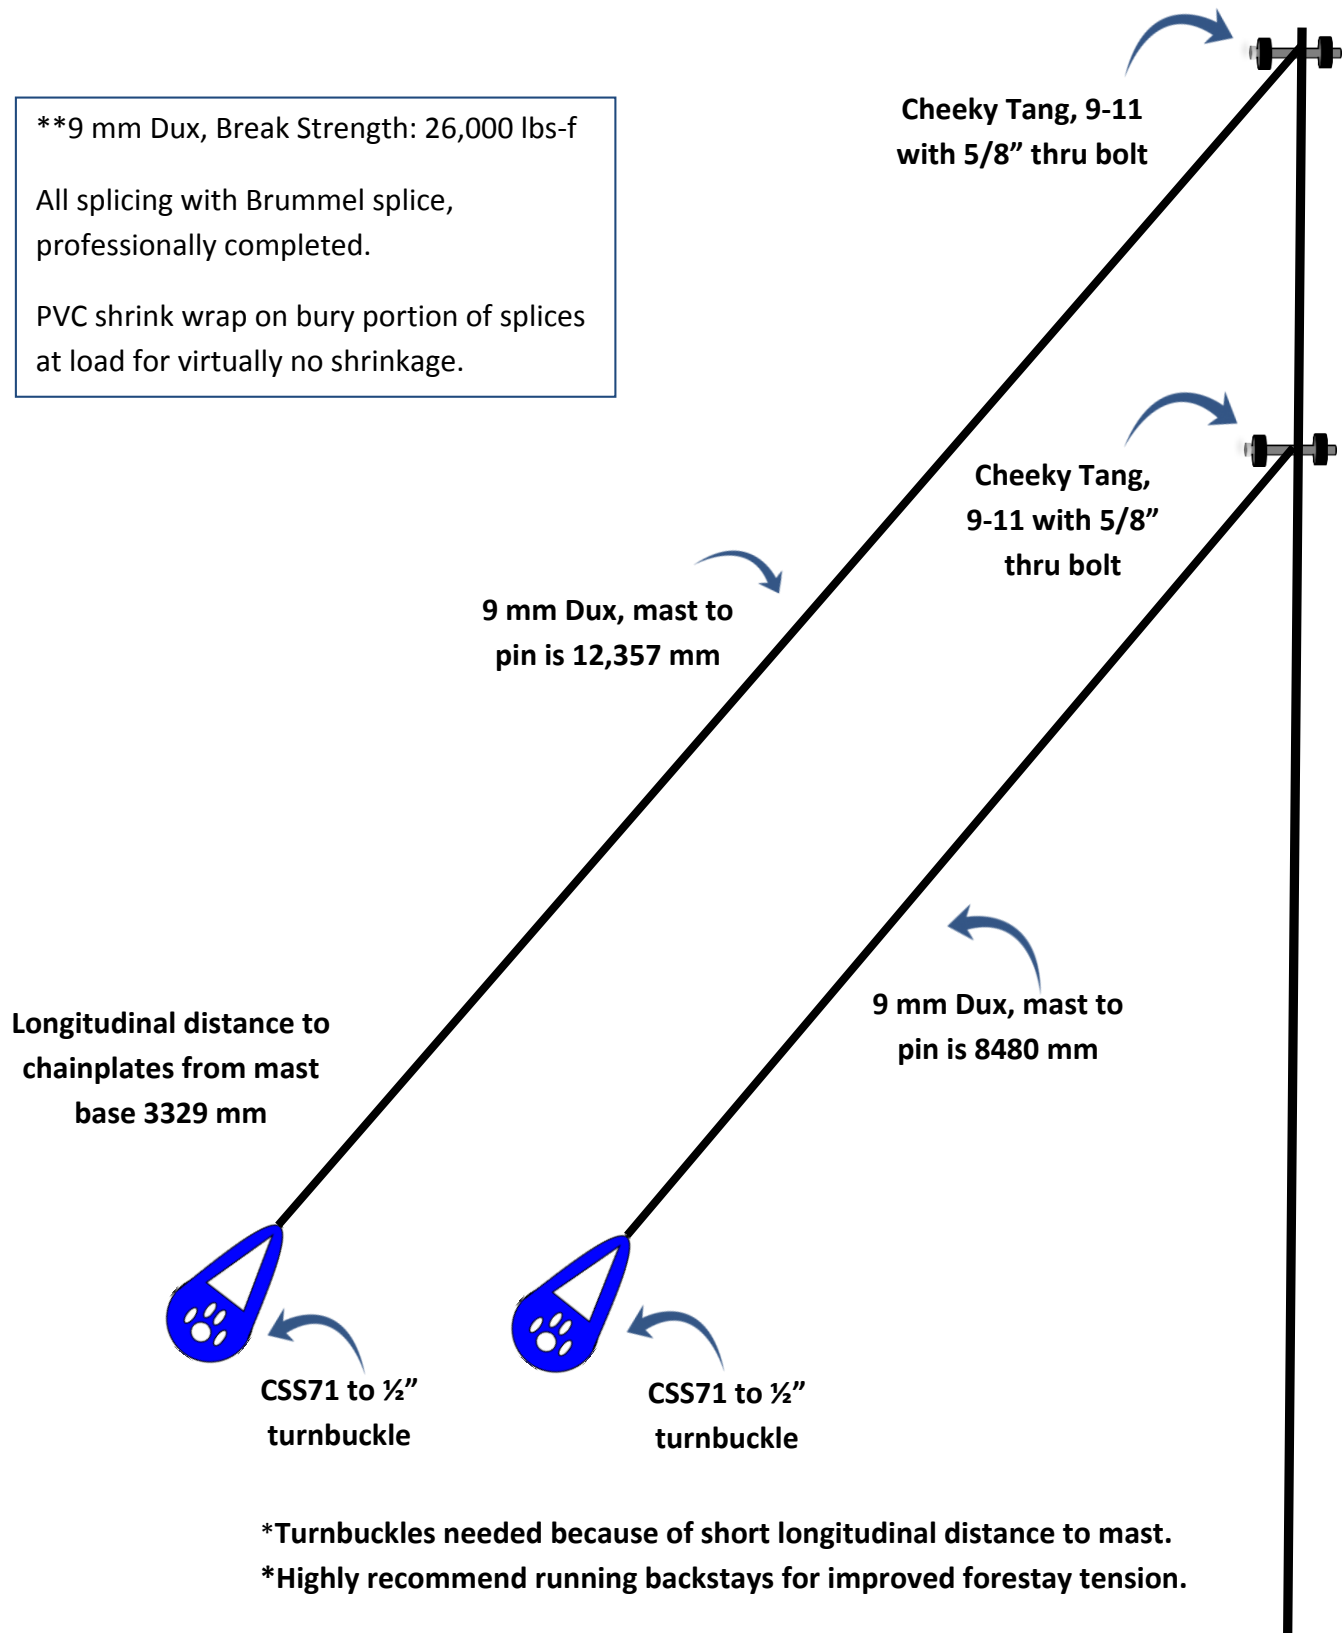 **9 mm Dux, Break Strength: 26,000 lbs-f
All splicing with Brummel splice,
professionally completed.
PVC shrink wrap on bury portion of splices
at load for virtually no shrinkage.
Cheeky Tang, 9-11
with 5/8” thru bolt
Cheeky Tang,
9-11 with 5/8”
thru bolt
9 mm Dux, mast to
pin is 12,357 mm
9 mm Dux, mast to
pin is 8480 mm
Longitudinal distance to
chainplates from mast
base 3329 mm
CSS71 to ½”
turnbuckle
CSS71 to ½”
turnbuckle
*Turnbuckles needed because of short longitudinal distance to mast.
*Highly recommend running backstays for improved forestay tension.